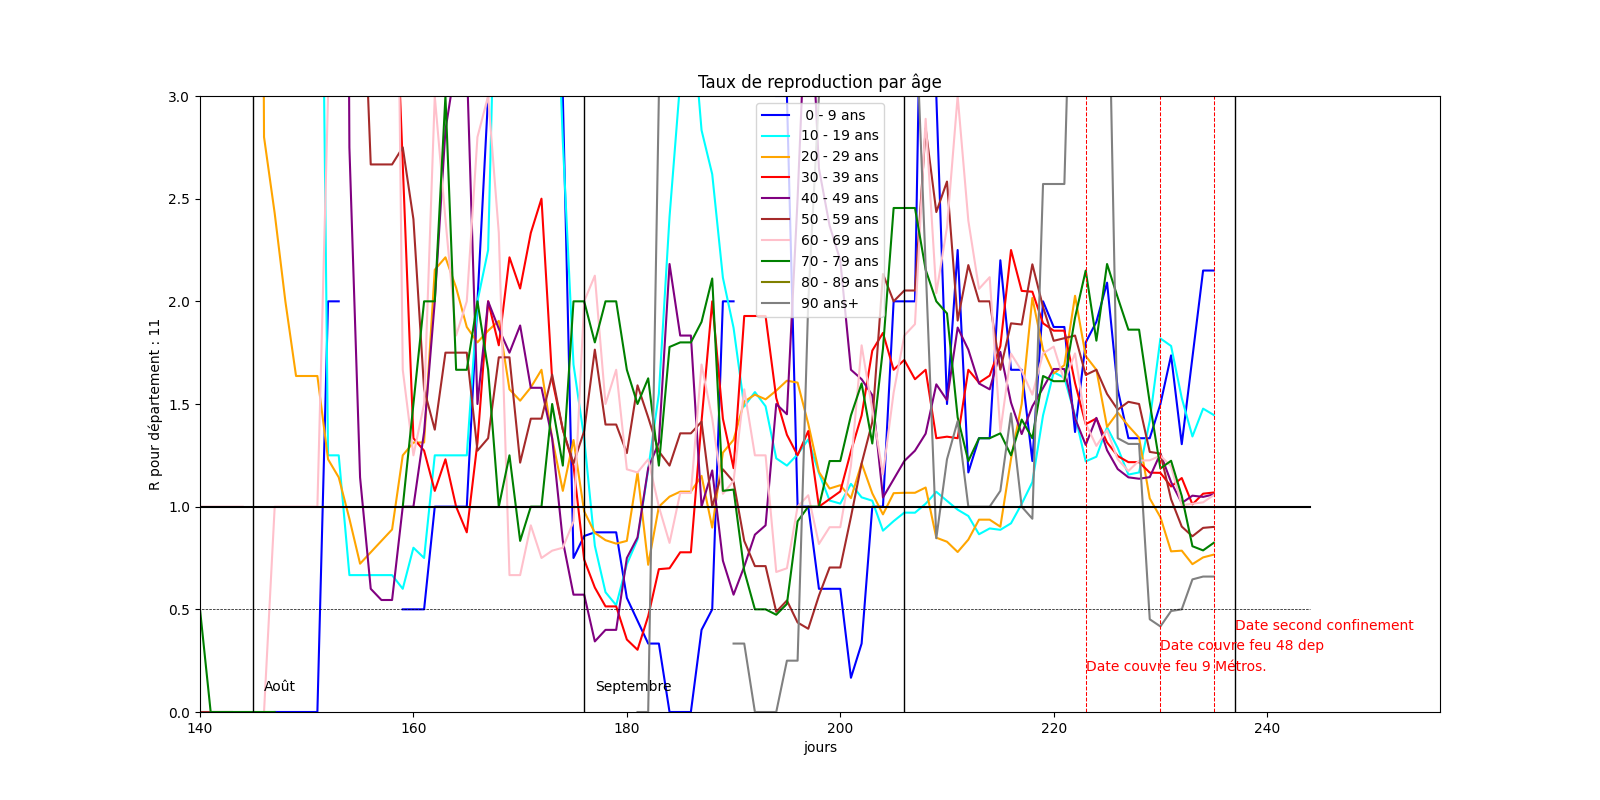 Taux de reproduction par âge
R pour département : 11
3.0
2.5
2.0
1.5
1.0
0.5
0.0
0 - 9 ans
10 - 19 ans
20 - 29 ans
30 - 39 ans
40 - 49 ans
50 - 59 ans
60 - 69 ans
70 - 79 ans
80 - 89 ans
90 ans+
Date second confinement
Date couvre feu 48 dep
Date couvre feu 9 Métros.
Août
Septembre
140
160
180
200
220
240
jours